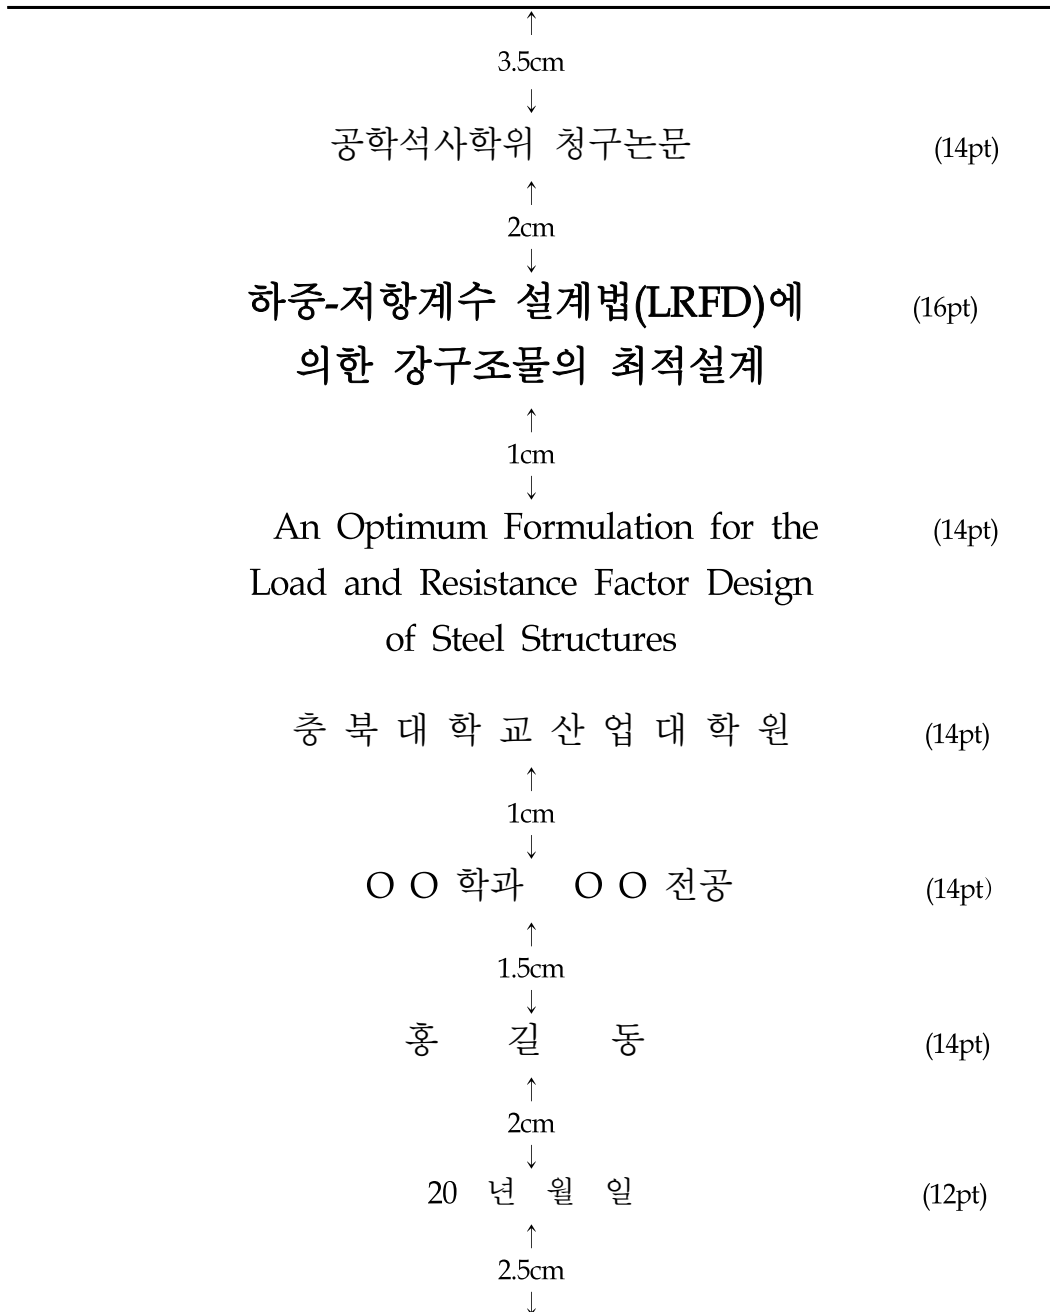 ↑
3.5cm
↓
공학석사학위 청구논문 (14pt)
↑
2cm
↓
하중-저항계수 설계법(LRFD)에 (16pt)
의한 강구조물의 최적설계
↑
1cm
↓
An Optimum Formulation for the (14pt)
Load and Resistance Factor Design
of Steel Structures
충 북 대 학 교 산 업 대 학 원 (14pt)
↑
1cm
↓
O O 학과 O O 전공 (14pt)
↑
1.5cm
↓
홍 길 동 (14pt)
↑
2cm
↓
20 년 월 일 (12pt)
↑
2.5cm
↓